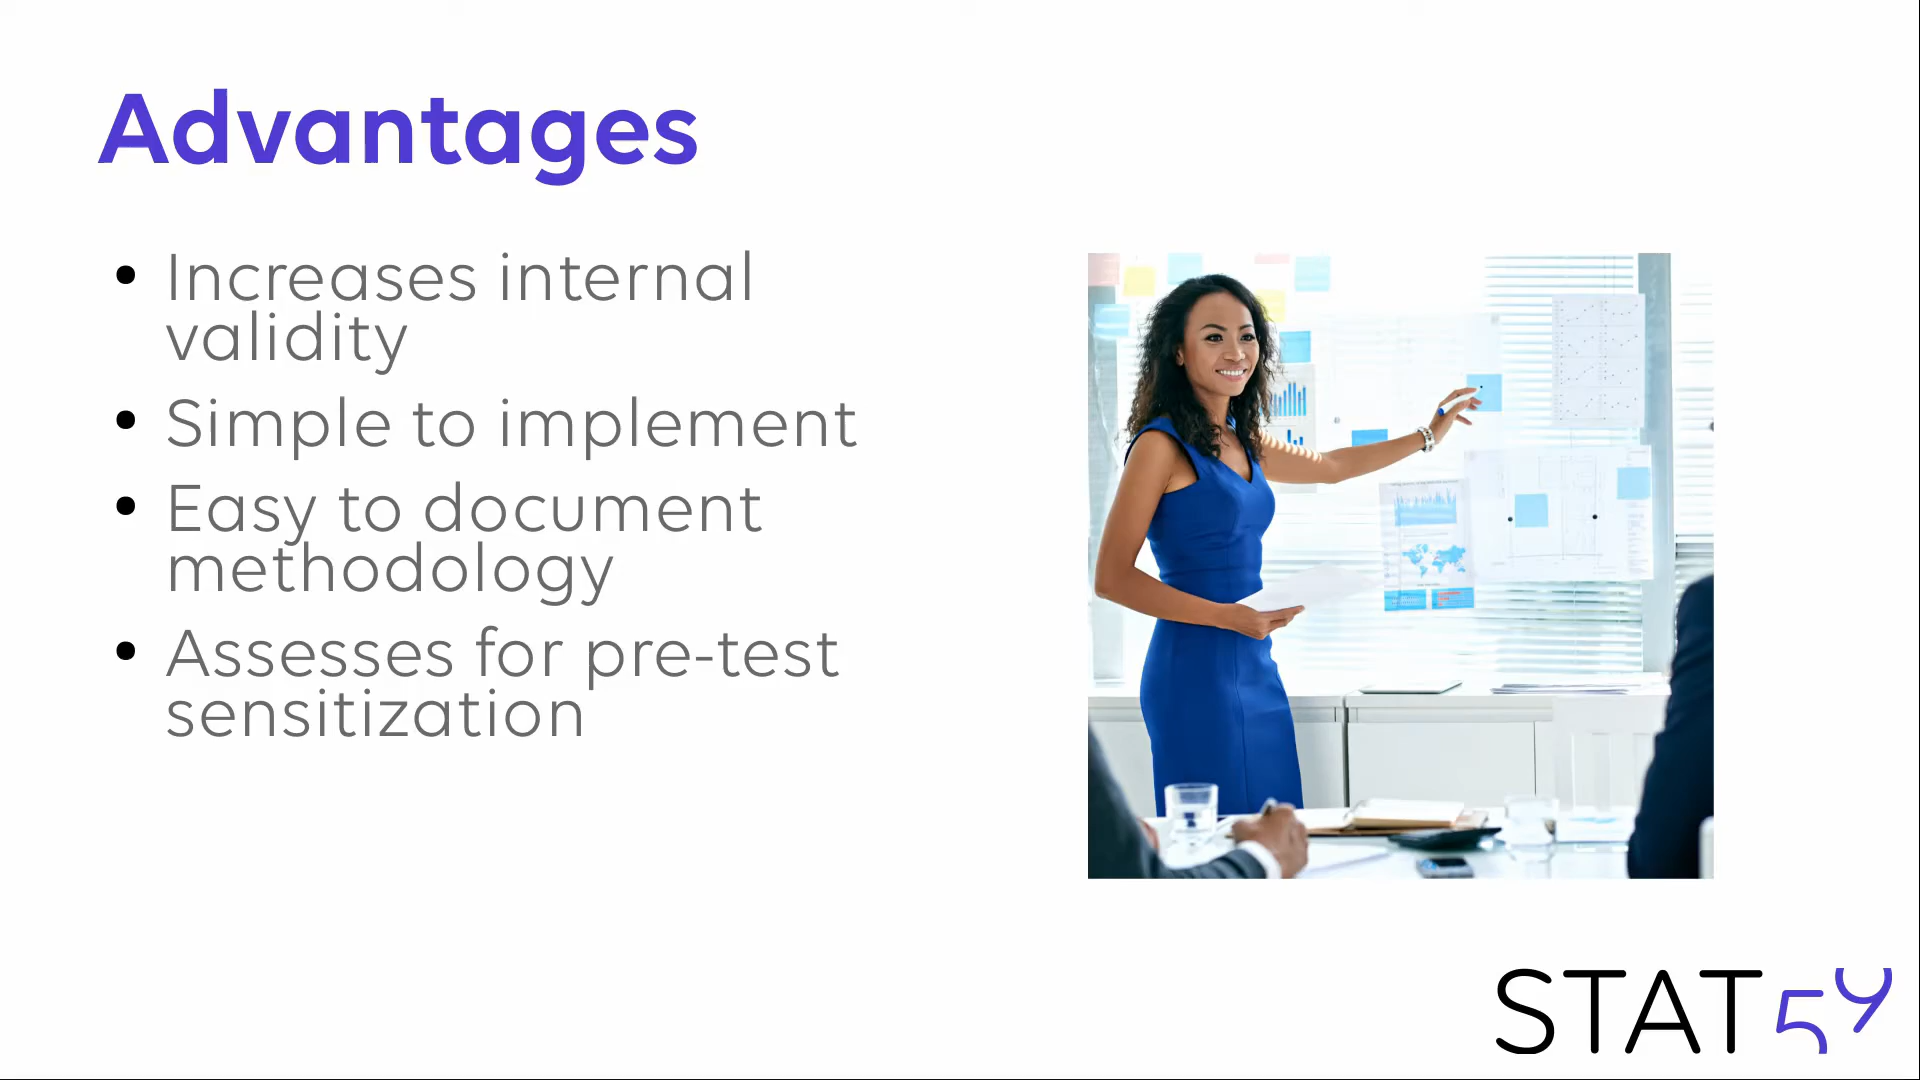 Advantages
• Increases internal
validity
• Simple to implement
• Easy to document
methodology
• Assesses for pre-test
sensitization
STAT59